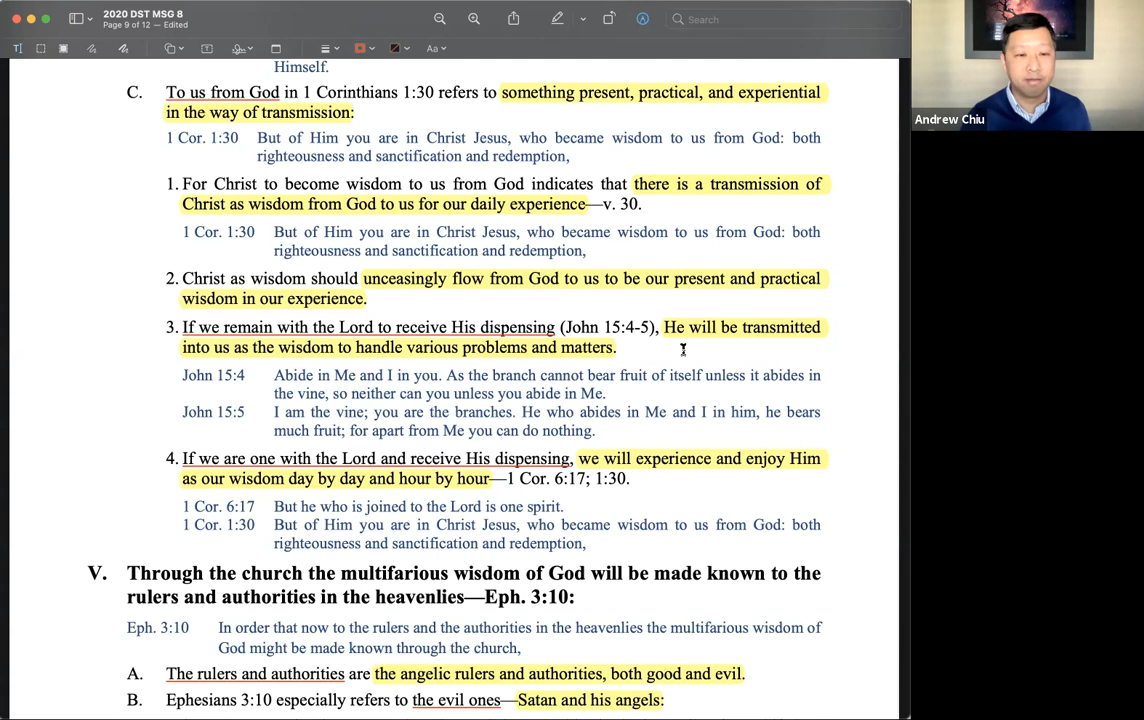 2020 DST MSG 8
Page 9 of 12 – Edited
Search
Aa
Himself.
C. To us from God in 1 Corinthians 1:30 refers to something present, practical, and experiential
in the way of transmission:
1 Cor. 1:30 But of Him you are in Christ Jesus, who became wisdom to us from God: both
righteousness and sanctification and redemption,
1. For Christ to become wisdom to us from God indicates that there is a transmission of
Christ as wisdom from God to us for our daily experience—v. 30.
1 Cor. 1:30 But of Him you are in Christ Jesus, who became wisdom to us from God: both
righteousness and sanctification and redemption,
2. Christ as wisdom should unceasingly flow from God to us to be our present and practical
wisdom in our experience.
3. If we remain with the Lord to receive His dispensing (John 15:4-5), He will be transmitted
into us as the wisdom to handle various problems and matters.
John 15:4 Abide in Me and I in you. As the branch cannot bear fruit of itself unless it abides in
the vine, so neither can you unless you abide in Me.
John 15:5 I am the vine; you are the branches. He who abides in Me and I in him, he bears
much fruit; for apart from Me you can do nothing.
4. If we are one with the Lord and receive His dispensing, we will experience and enjoy Him
as our wisdom day by day and hour by hour—1 Cor. 6:17; 1:30.
1 Cor. 6:17 But he who is joined to the Lord is one spirit.
1 Cor. 1:30 But of Him you are in Christ Jesus, who became wisdom to us from God: both
righteousness and sanctification and redemption,
V. Through the church the multifarious wisdom of God will be made known to the
rulers and authorities in the heavenlies—Eph. 3:10:
Eph. 3:10 In order that now to the rulers and the authorities in the heavenlies the multifarious wisdom of
God might be made known through the church,
A. The rulers and authorities are the angelic rulers and authorities, both good and evil.
B. Ephesians 3:10 especially refers to the evil ones—Satan and his angels:
Andrew Chiu